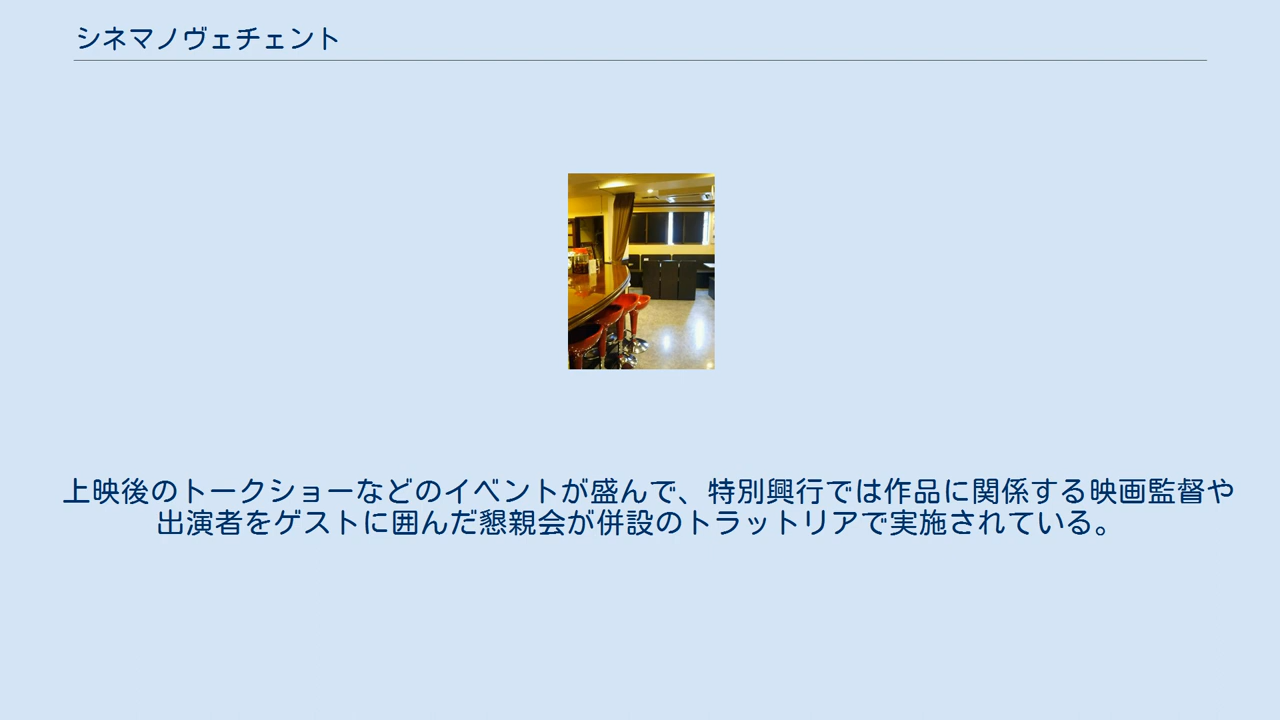 シネマノヴェチェント
上映後のトークショーなどのイベントが盛んで、特別興行では作品に関係する映画監督や
出演者をゲストに囲んだ懇親会が併設のトラットリアで実施されている。